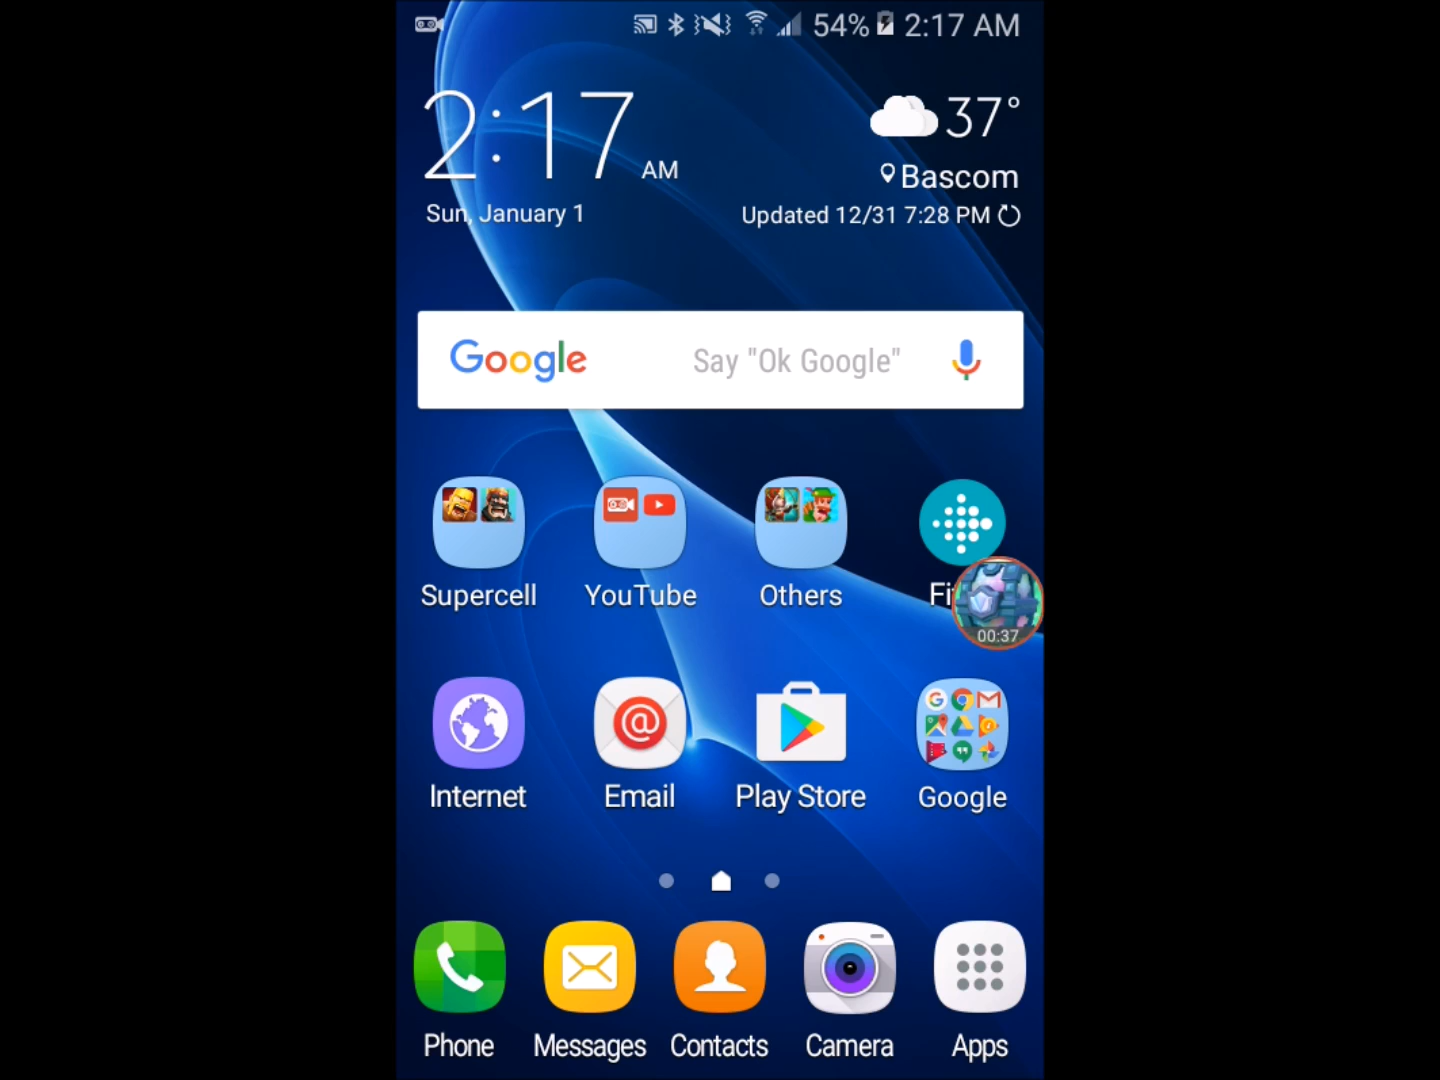 54% 2:17 AM
2:17 AM
37°
Bascom
Sun, January 1
Updated 12/31 7:28 PM
Google Say "Ok Google"
Supercell YouTube Others Fi
00:37
Internet Email Play Store Google
Phone Messages Contacts Camera Apps